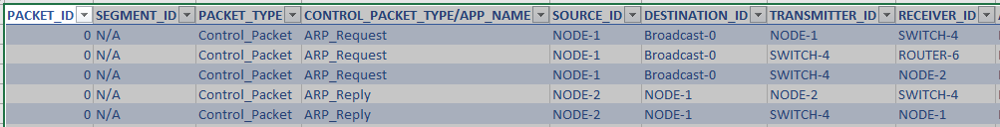 PACKET_ID SEGMENT_ID PACKET_TYPE CONTROL_PACKET_TYPE/APP_NAME SOURCE_ID DESTINATION_ID TRANSMITTER_ID RECEIVER_ID
0 N/A Control_Packet ARP_Request NODE-1 Broadcast-0 NODE-1 SWITCH-4
0 N/A Control_Packet ARP_Request NODE-1 Broadcast-0 SWITCH-4 ROUTER-6
0 N/A Control_Packet ARP_Request NODE-1 Broadcast-0 SWITCH-4 NODE-2
0 N/A Control_Packet ARP_Reply NODE-2 NODE-1 NODE-2 SWITCH-4
0 N/A Control_Packet ARP_Reply NODE-2 NODE-1 SWITCH-4 NODE-1